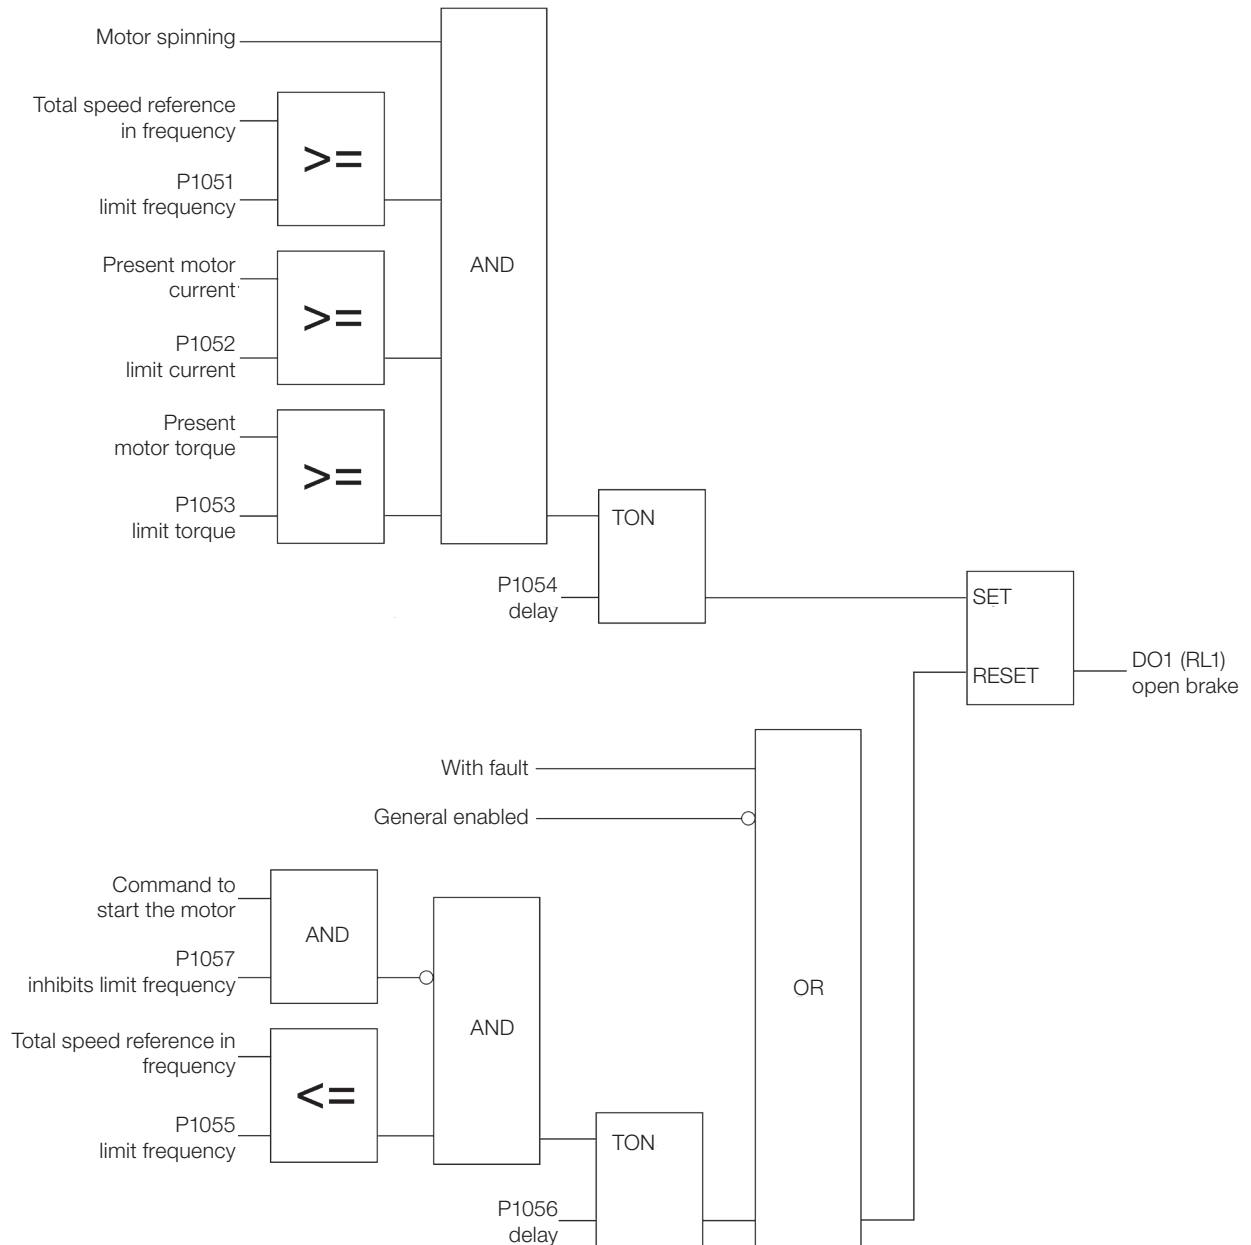 Motor spinning
Total speed reference
in frequency
>=
P1051
limit frequency
Present motor
current
>=
AND
P1052
limit current
Present
motor torque
>=
P1053
limit torque
TON
P1054
delay
SET
RESET
DO1 (RL1)
open brake
With fault
General enabled
Command to
start the motor
AND
P1057
inhibits limit frequency
AND
OR
Total speed reference in
frequency
<=
P1055
limit frequency
TON
P1056
delay